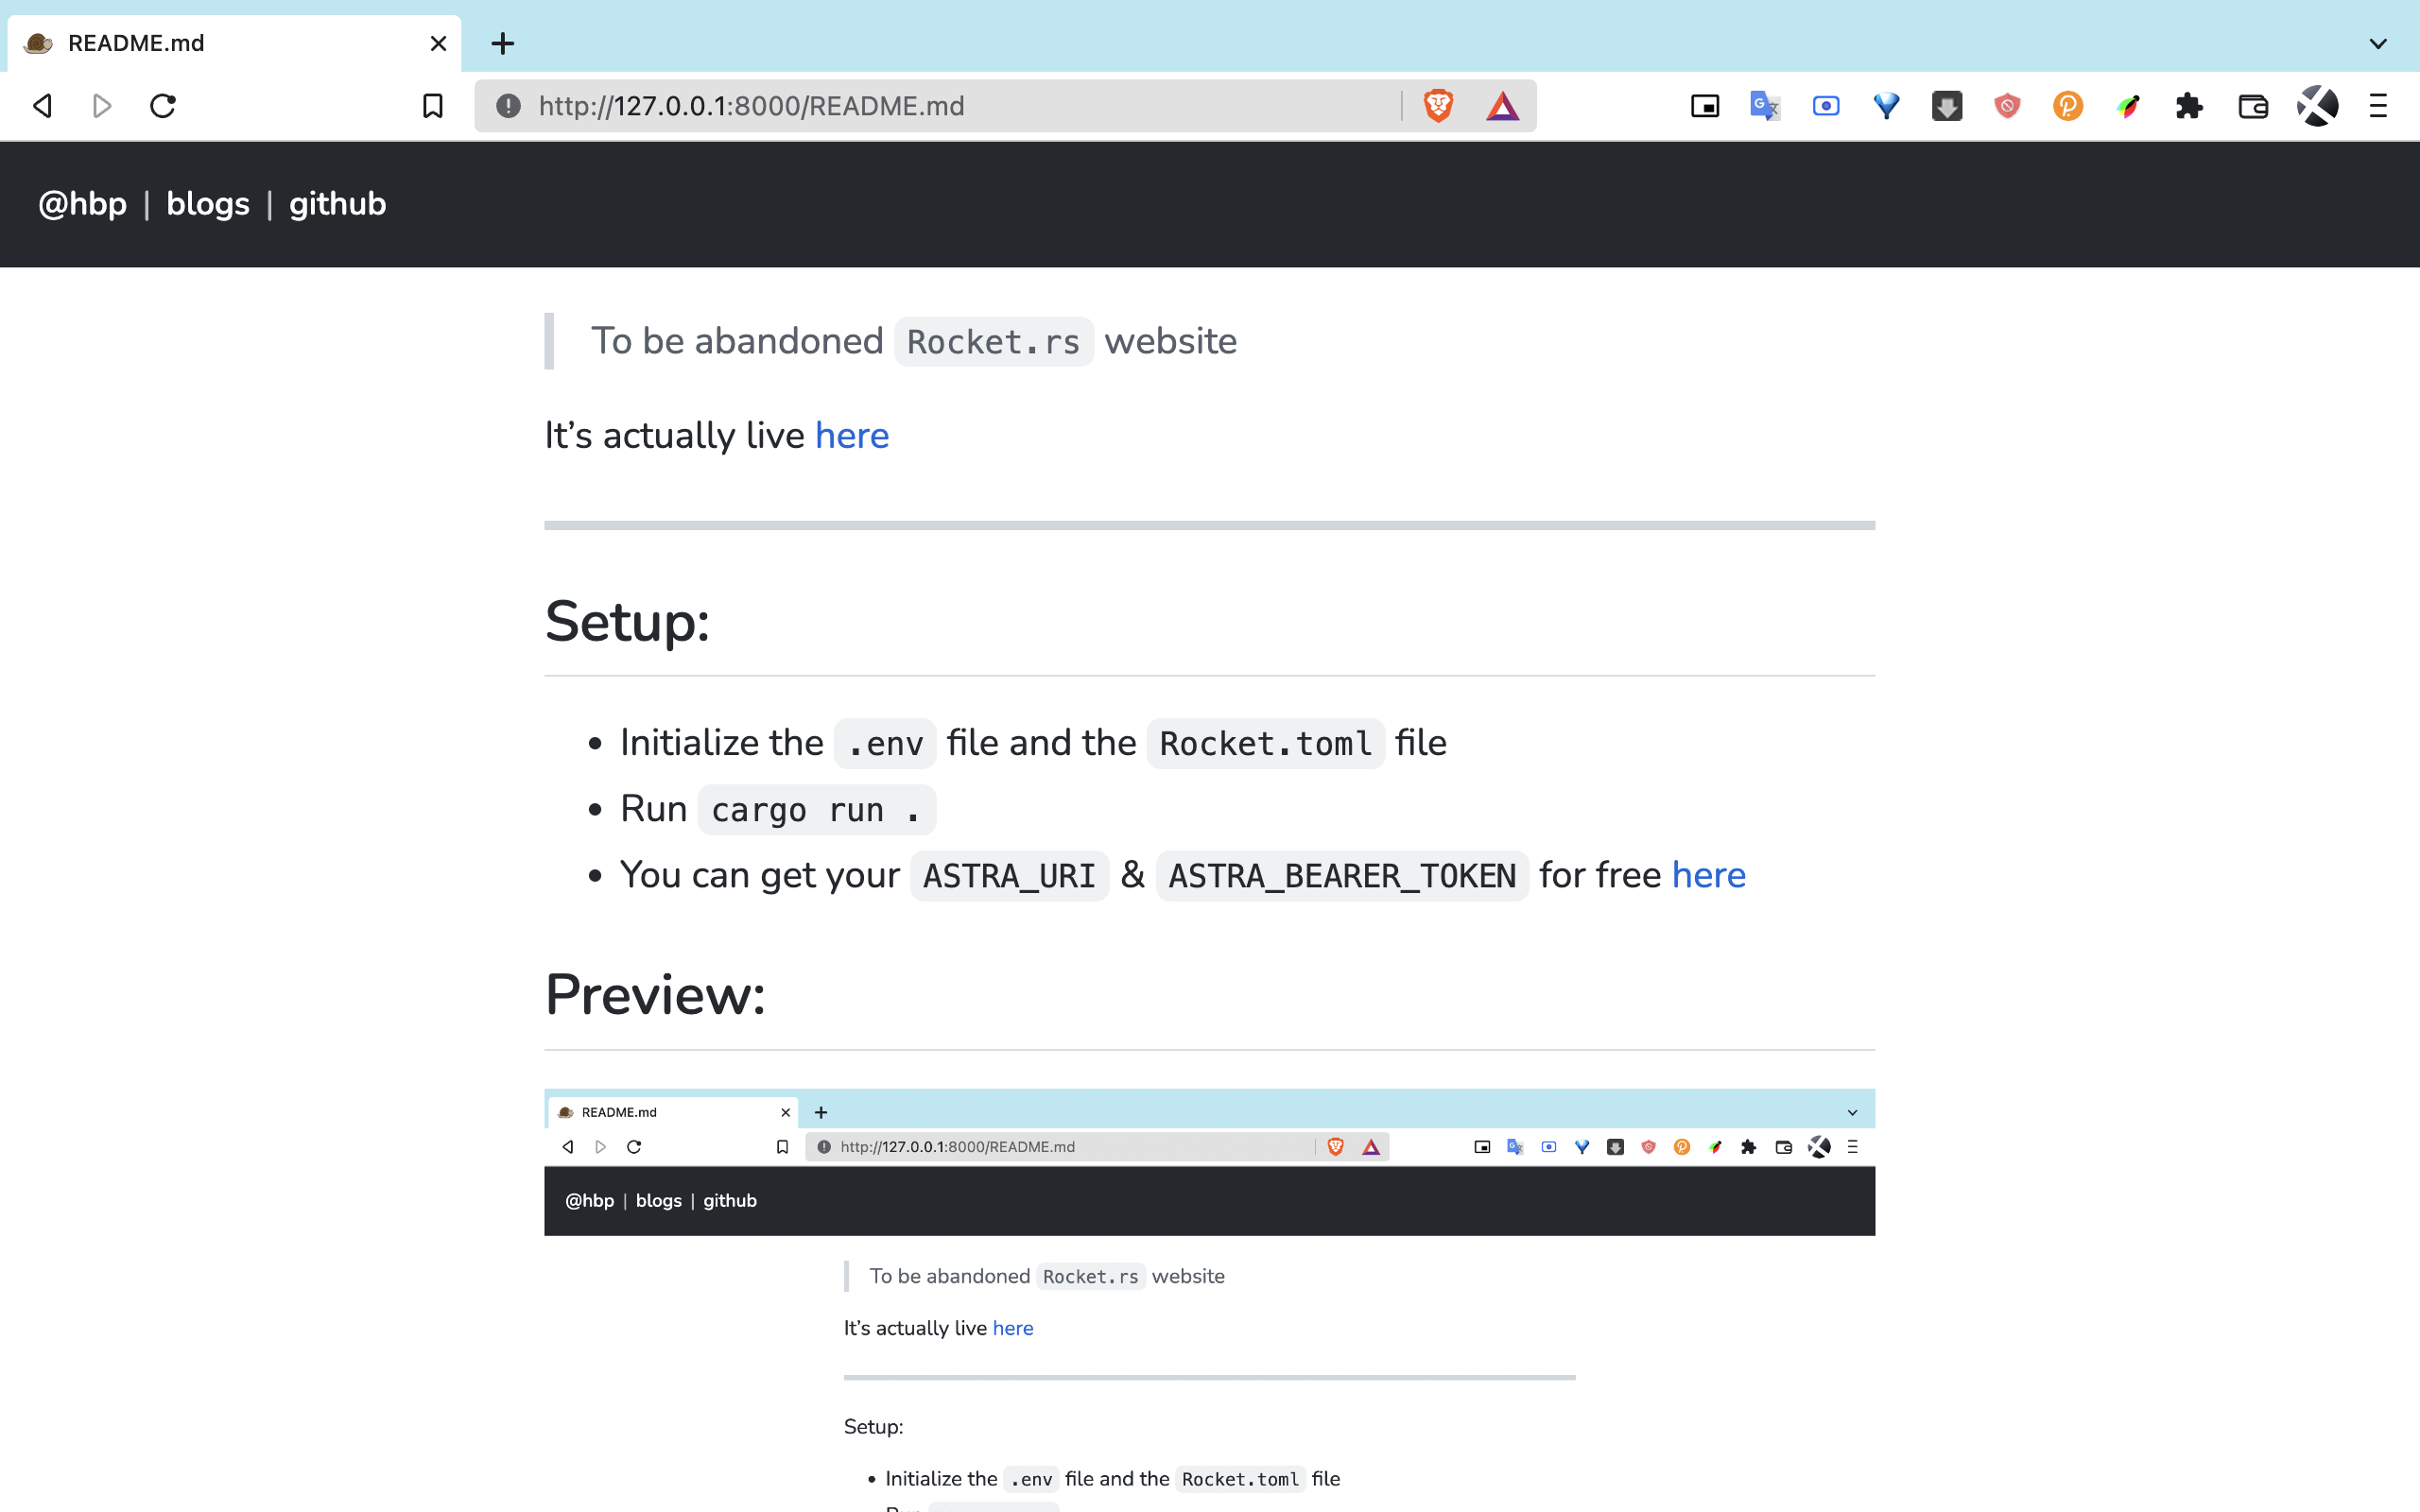 README.md
http://127.0.0.1:8000/README.md
@hbp | blogs | github
To be abandoned Rocket.rs website
It’s actually live here
Setup:
• Initialize the .env file and the Rocket.toml file
• Run cargo run .
• You can get your ASTRA_URI & ASTRA_BEARER_TOKEN for free here
Preview:
README.md
http://127.0.0.1:8000/README.md
@hbp | blogs | github
To be abandoned Rocket.rs website
It’s actually live here
Setup:
• Initialize the .env file and the Rocket.toml file